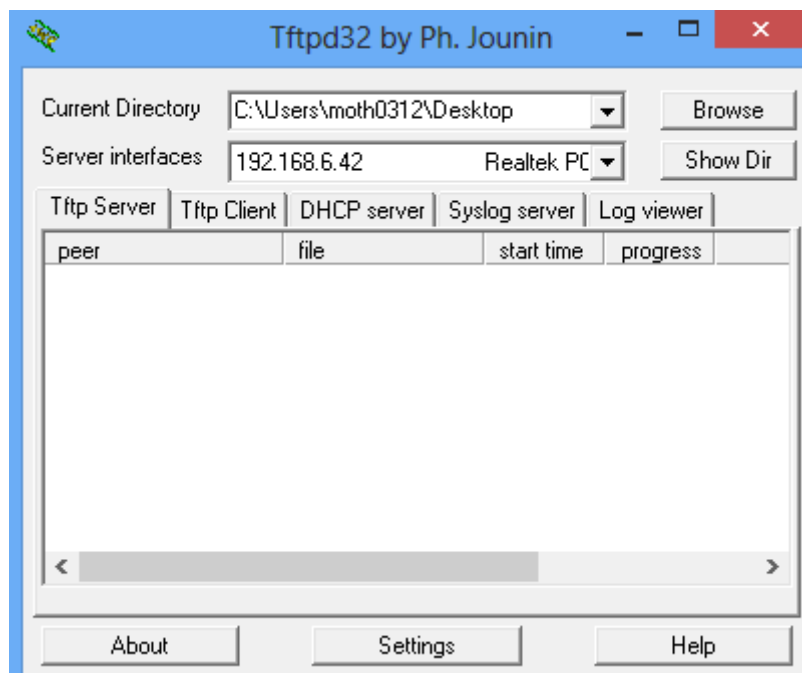 Tftpd32 by Ph. Jounin
Current Directory C:\Users\moth0312\Desktop Browse
Server interfaces 192.168.6.42 Realtek PC Show Dir
Tftp Server Tftp Client DHCP server Syslog server Log viewer
peer file start time progress
About Settings Help